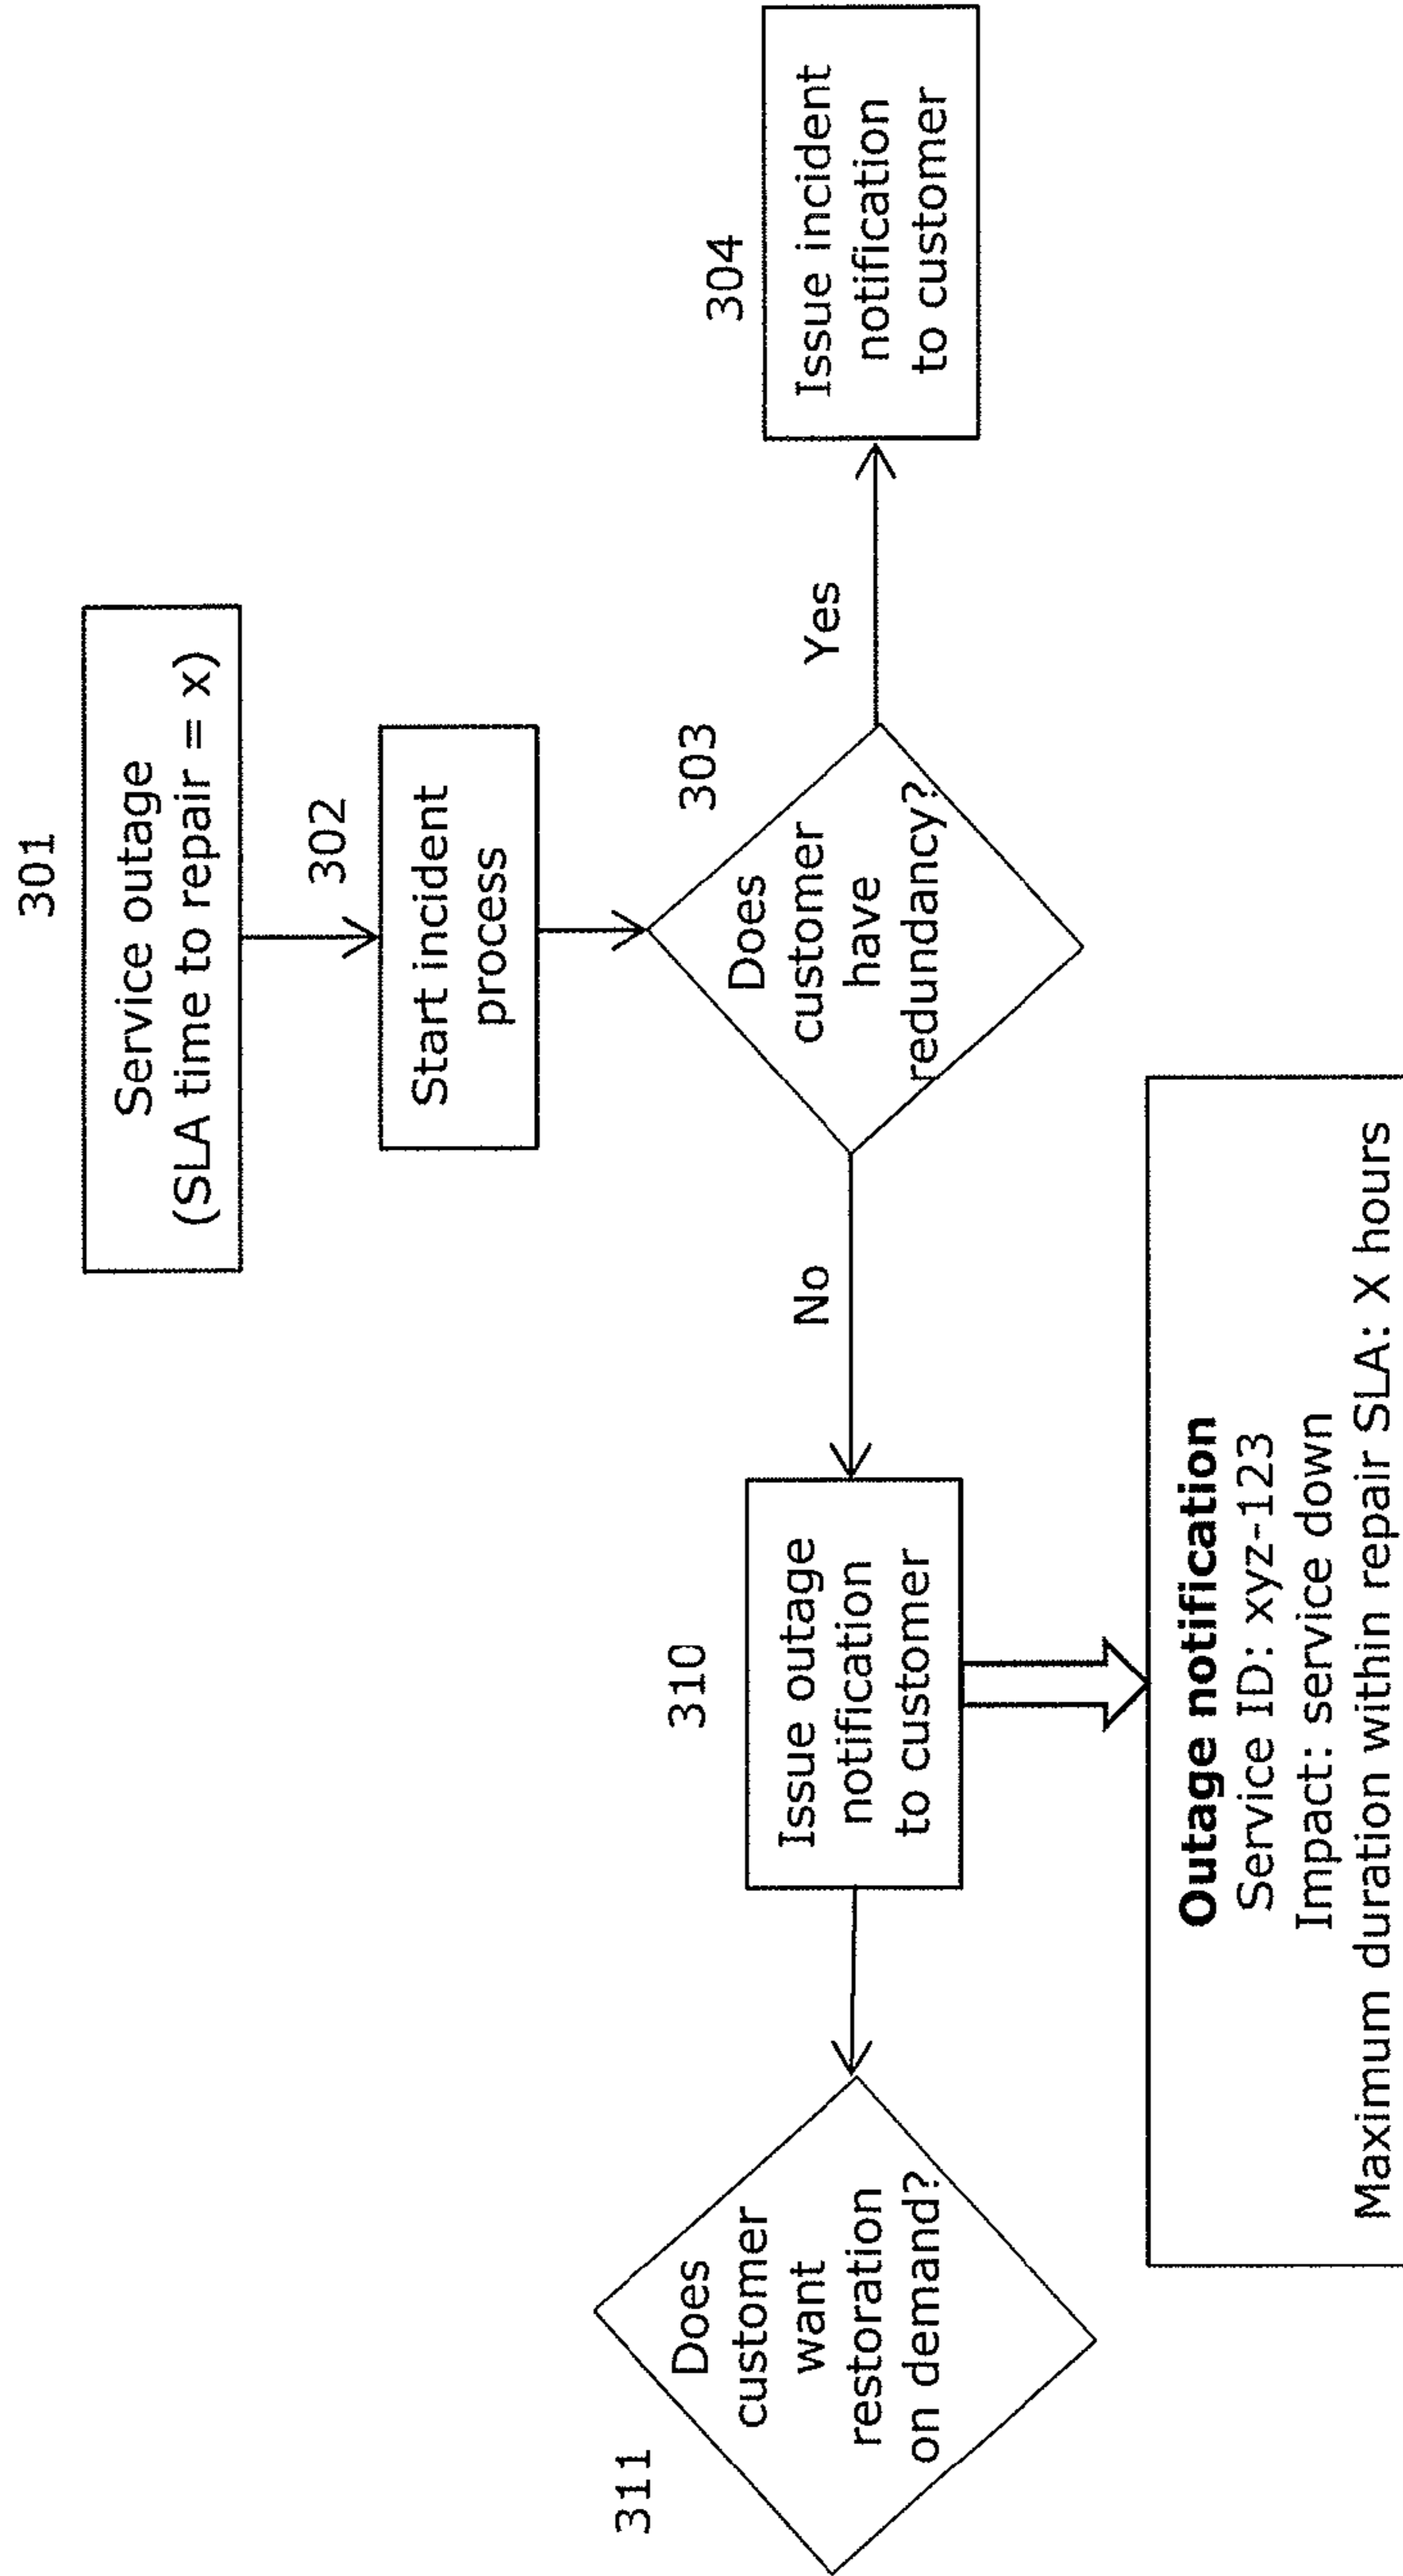 301
Service outage
(SLA time to repair = x)
302
Start incident
process
303
Does
customer
have
redundancy?
Yes
304
Issue incident
notification
to customer
No
310
Issue outage
notification
to customer
311
Does
customer
want
restoration
on demand?
Outage notification
Service ID: xyz-123
Impact: service down
Maximum duration within repair SLA: X hours